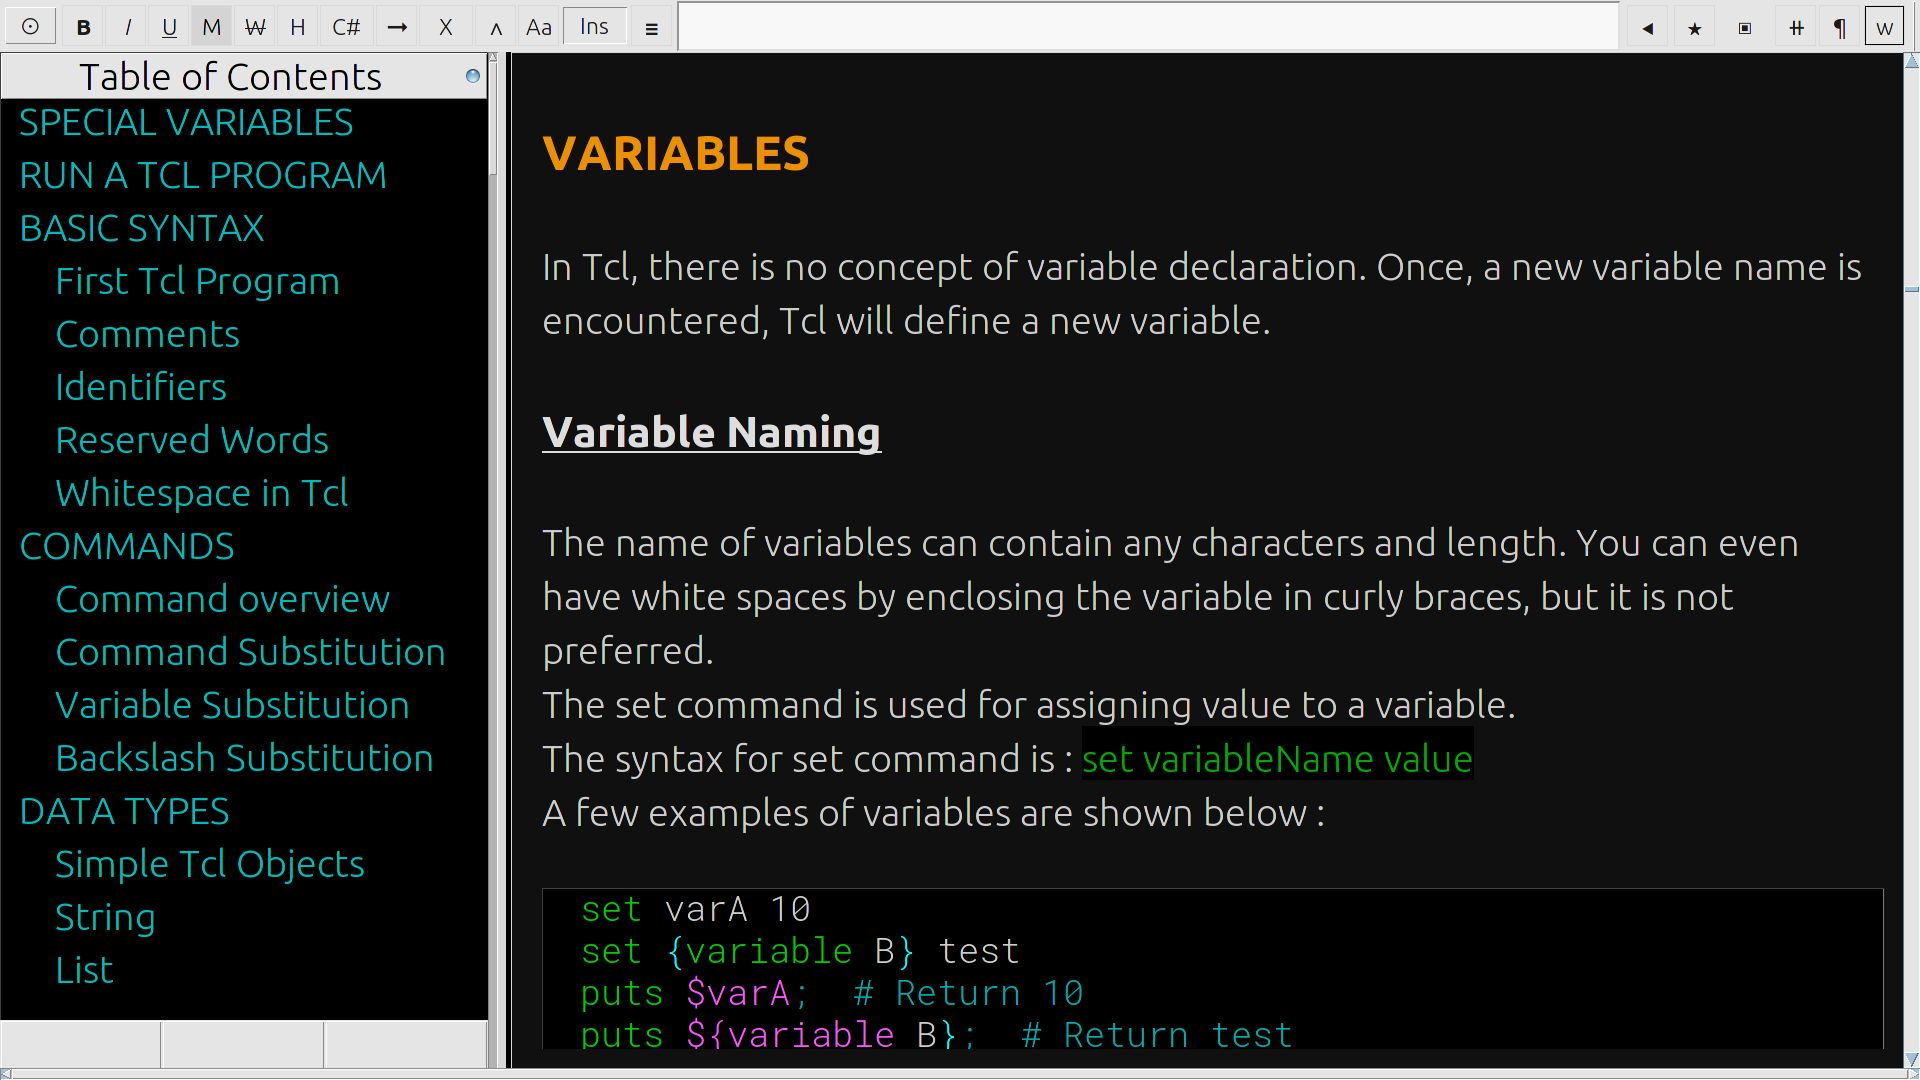 ⊙ B I U M W H C# → X ʌ Aa Ins ≡ ◄ ★ ▣ ⧺ ¶ w
Table of Contents
SPECIAL VARIABLES
RUN A TCL PROGRAM
BASIC SYNTAX
First Tcl Program
Comments
Identifiers
Reserved Words
Whitespace in Tcl
COMMANDS
Command overview
Command Substitution
Variable Substitution
Backslash Substitution
DATA TYPES
Simple Tcl Objects
String
List
VARIABLES
In Tcl, there is no concept of variable declaration. Once, a new variable name is
encountered, Tcl will define a new variable.
Variable Naming
The name of variables can contain any characters and length. You can even
have white spaces by enclosing the variable in curly braces, but it is not
preferred.
The set command is used for assigning value to a variable.
The syntax for set command is : set variableName value
A few examples of variables are shown below :
set varA 10
set {variable B} test
puts $varA;  # Return 10
puts ${variable B};  # Return test